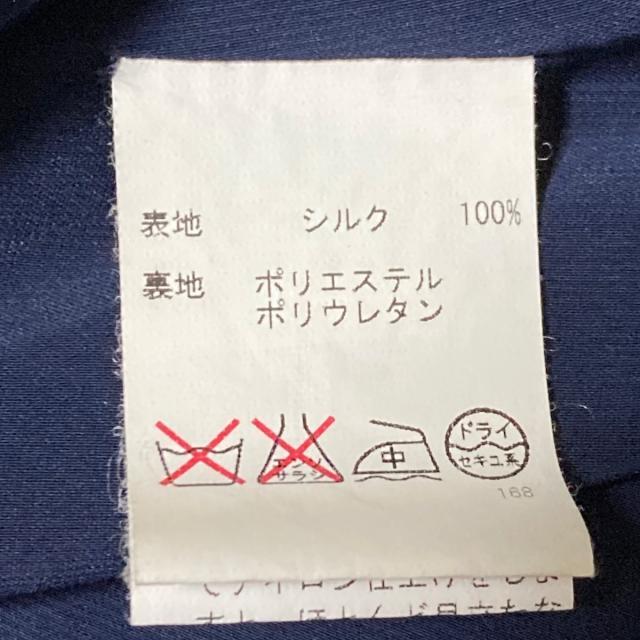 表地 シルク 100%
裏地 ポリエステル
ポリウレタン
エンソ
サラシ
中
ドライ
セキユ系
168